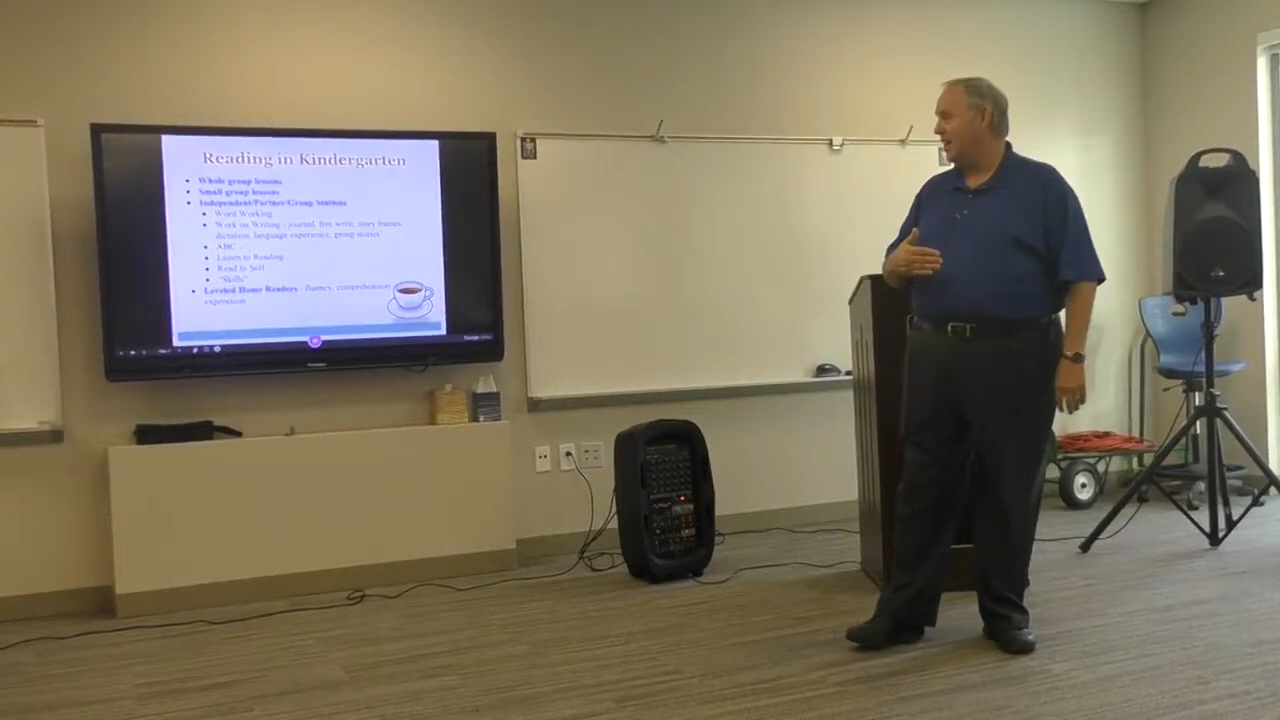 Reading in Kindergarten
• Whole group lessons
• Small group lessons
• Independent/Partner/Group Stations
• Word Working
• Work on Writing - journal, free write, story frames,
dictation, language experience, group stories
• ABC
• Listen to Reading
• Read to Self
• "Skills"
• Leveled Home Readers - fluency, comprehension
expression